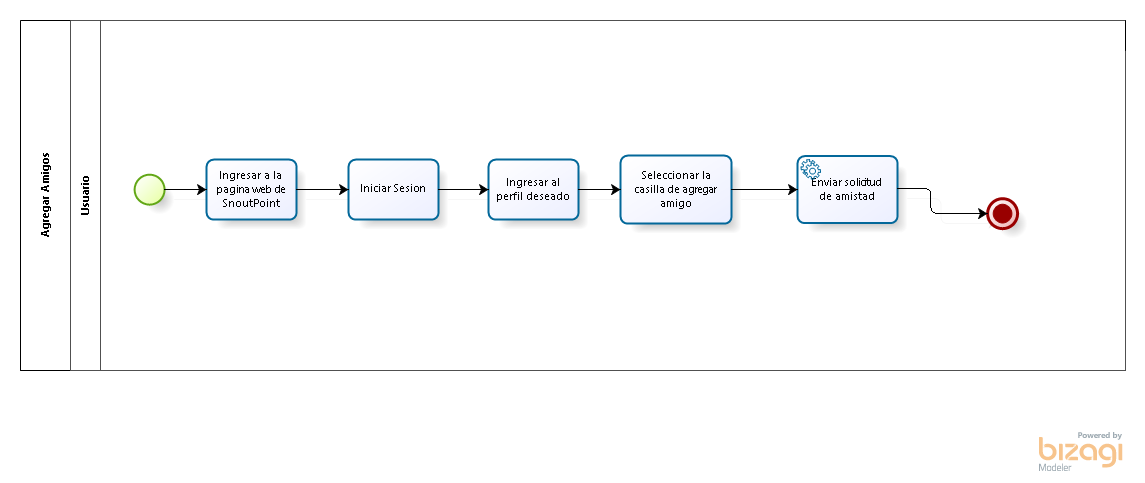 Agregar Amigos
Usuario
Ingresar a la
pagina web de
SnoutPoint
Iniciar Sesion
Ingresar al
perfil deseado
Seleccionar la
casilla de agregar
amigo
Enviar solicitud
de amistad
Powered by
bizagi
Modeler